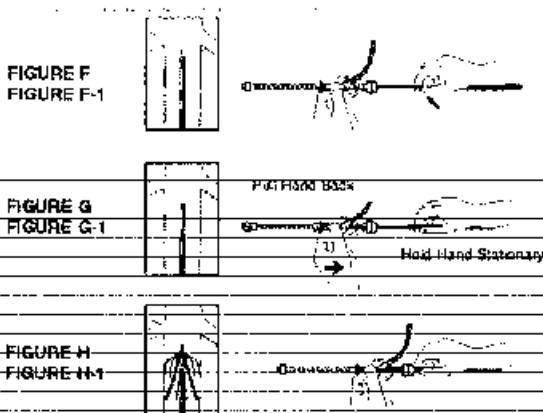 FIGURE F
FIGURE F-1
Pull Hand Back
FIGURE G
FIGURE G-1
Hold Hand Stationary
FIGURE H
FIGURE H-1